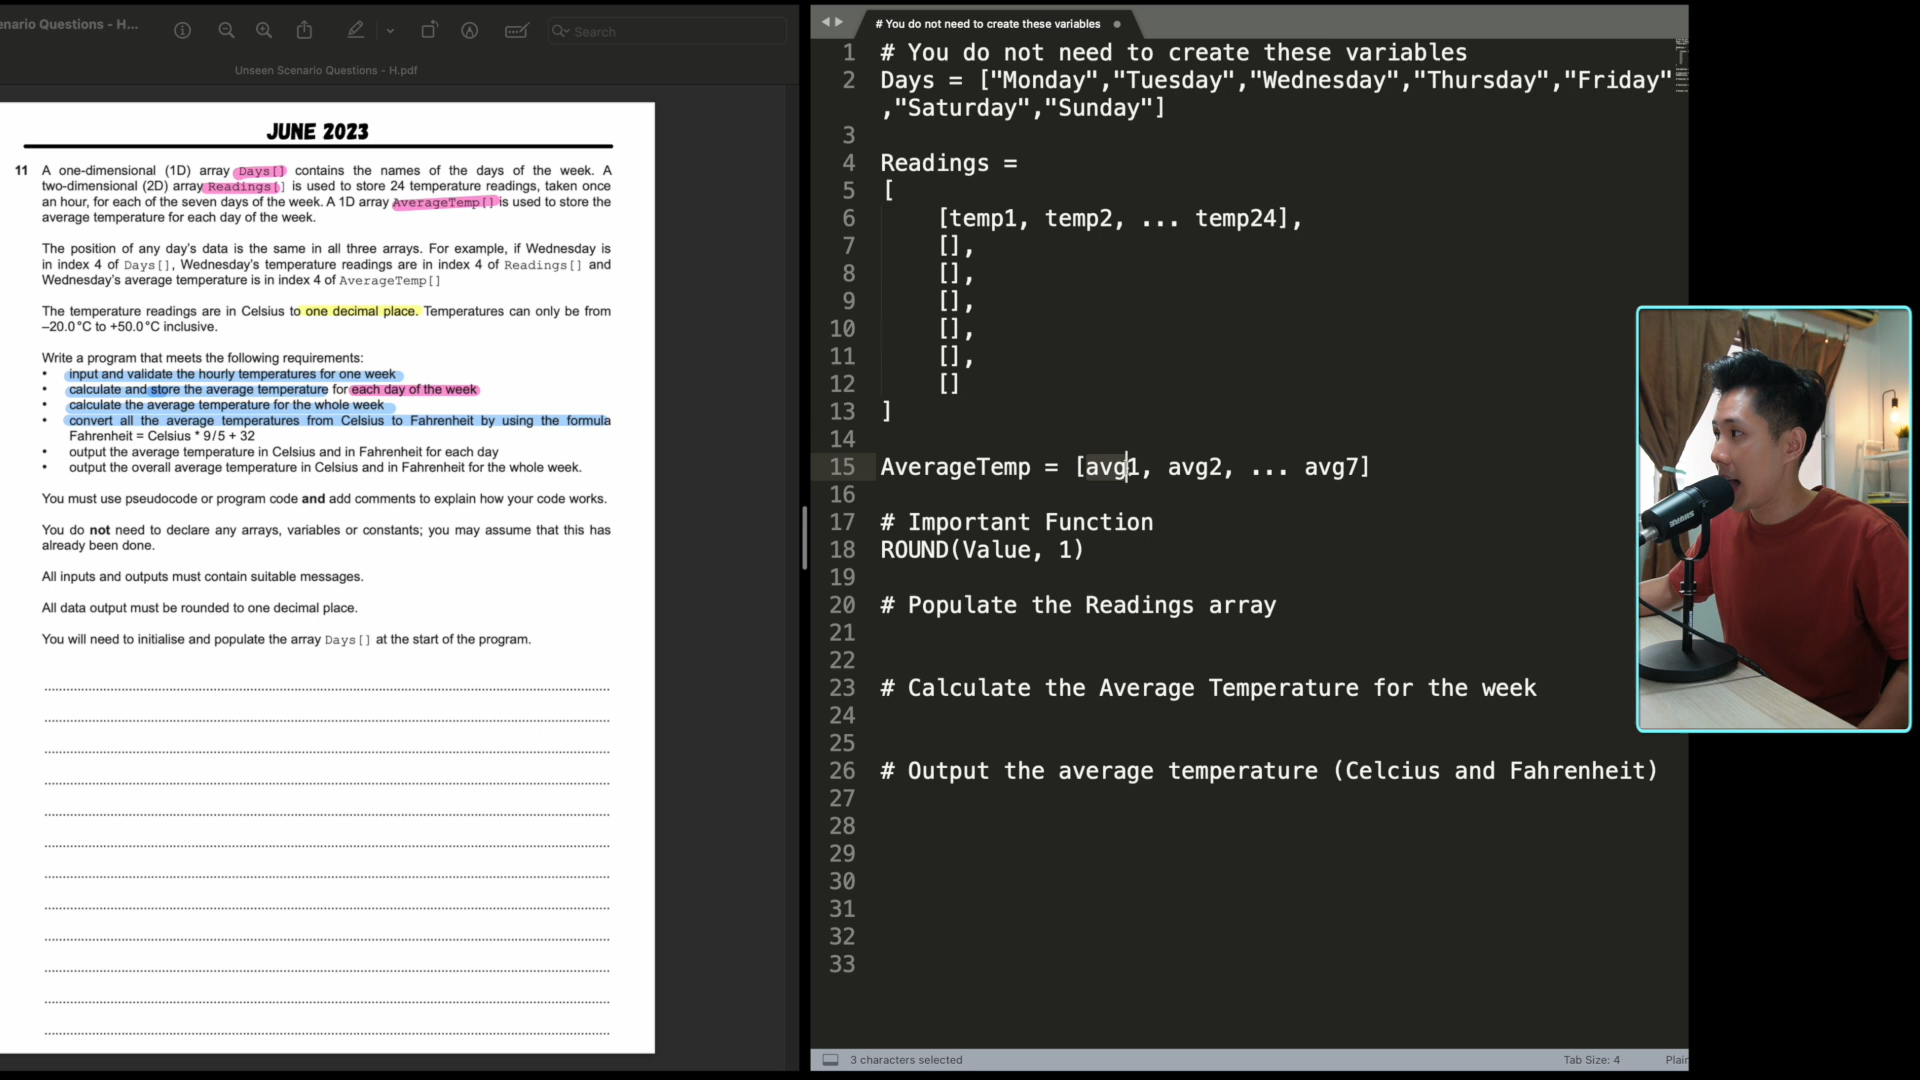 enario Questions - H...
Search
Unseen Scenario Questions - H.pdf
JUNE 2023
11 A one-dimensional (1D) array Days[] contains the names of the days of the week. A
two-dimensional (2D) array Readings[] is used to store 24 temperature readings, taken once
an hour, for each of the seven days of the week. A 1D array AverageTemp[] is used to store the
average temperature for each day of the week.
The position of any day's data is the same in all three arrays. For example, if Wednesday is
in index 4 of Days[], Wednesday's temperature readings are in index 4 of Readings[] and
Wednesday's average temperature is in index 4 of AverageTemp[]
The temperature readings are in Celsius to one decimal place. Temperatures can only be from
–20.0°C to +50.0°C inclusive.
Write a program that meets the following requirements:
• input and validate the hourly temperatures for one week
• calculate and store the average temperature for each day of the week
• calculate the average temperature for the whole week
• convert all the average temperatures from Celsius to Fahrenheit by using the formula
Fahrenheit = Celsius * 9/5 + 32
• output the average temperature in Celsius and in Fahrenheit for each day
• output the overall average temperature in Celsius and in Fahrenheit for the whole week.
You must use pseudocode or program code and add comments to explain how your code works.
You do not need to declare any arrays, variables or constants; you may assume that this has
already been done.
All inputs and outputs must contain suitable messages.
All data output must be rounded to one decimal place.
You will need to initialise and populate the array Days[] at the start of the program.
# You do not need to create these variables
1 # You do not need to create these variables
2 Days = ["Monday","Tuesday","Wednesday","Thursday","Friday"
,"Saturday","Sunday"]
3
4 Readings =
5 [
6 [temp1, temp2, ... temp24],
7 [],
8 [],
9 [],
10 [],
11 [],
12 []
13 ]
14
15 AverageTemp = [avg1, avg2, ... avg7]
16
17 # Important Function
18 ROUND(Value, 1)
19
20 # Populate the Readings array
21
22
23 # Calculate the Average Temperature for the week
24
25
26 # Output the average temperature (Celcius and Fahrenheit)
27
28
29
30
31
32
33
3 characters selected
Tab Size: 4
Plain
SHURE